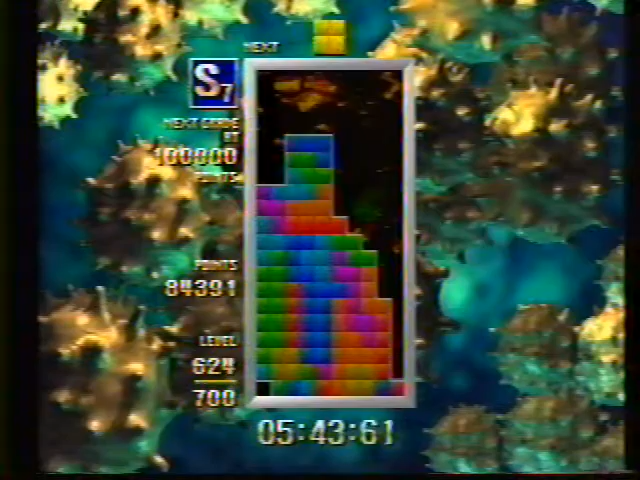 NEXT
S7
NEXT GRADE
AT
100000
POINTS
POINTS
84391
LEVEL
624
700
05:43:61